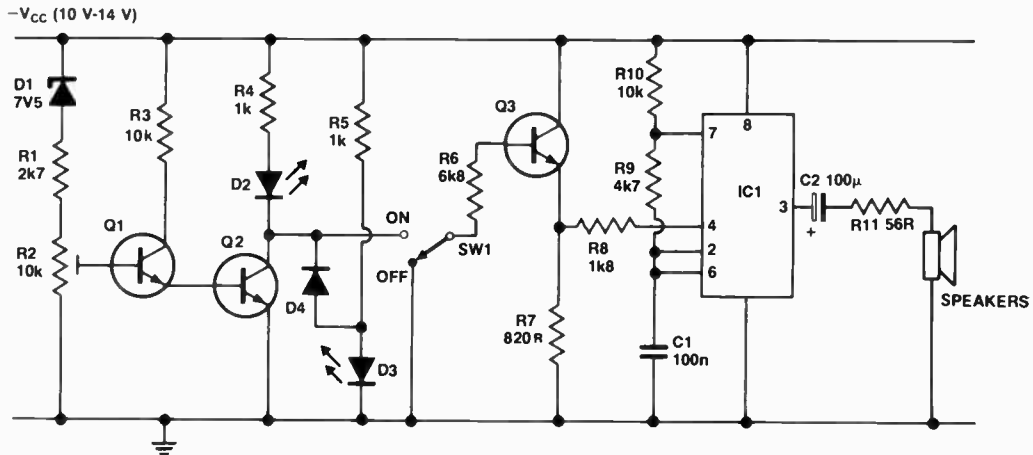 −VCC (10 V-14 V)
D1
7V5
R1
2k7
R2
10k
R3
10k
Q1
R4
1k
D2
Q2
D4
R5
1k
D3
ON
OFF
SW1
R6
6k8
Q3
R7
820R
R8
1k8
R10
10k
R9
4k7
C1
100n
7
8
IC1
4
2
6
3
C2 100μ
+
R11 56R
SPEAKERS